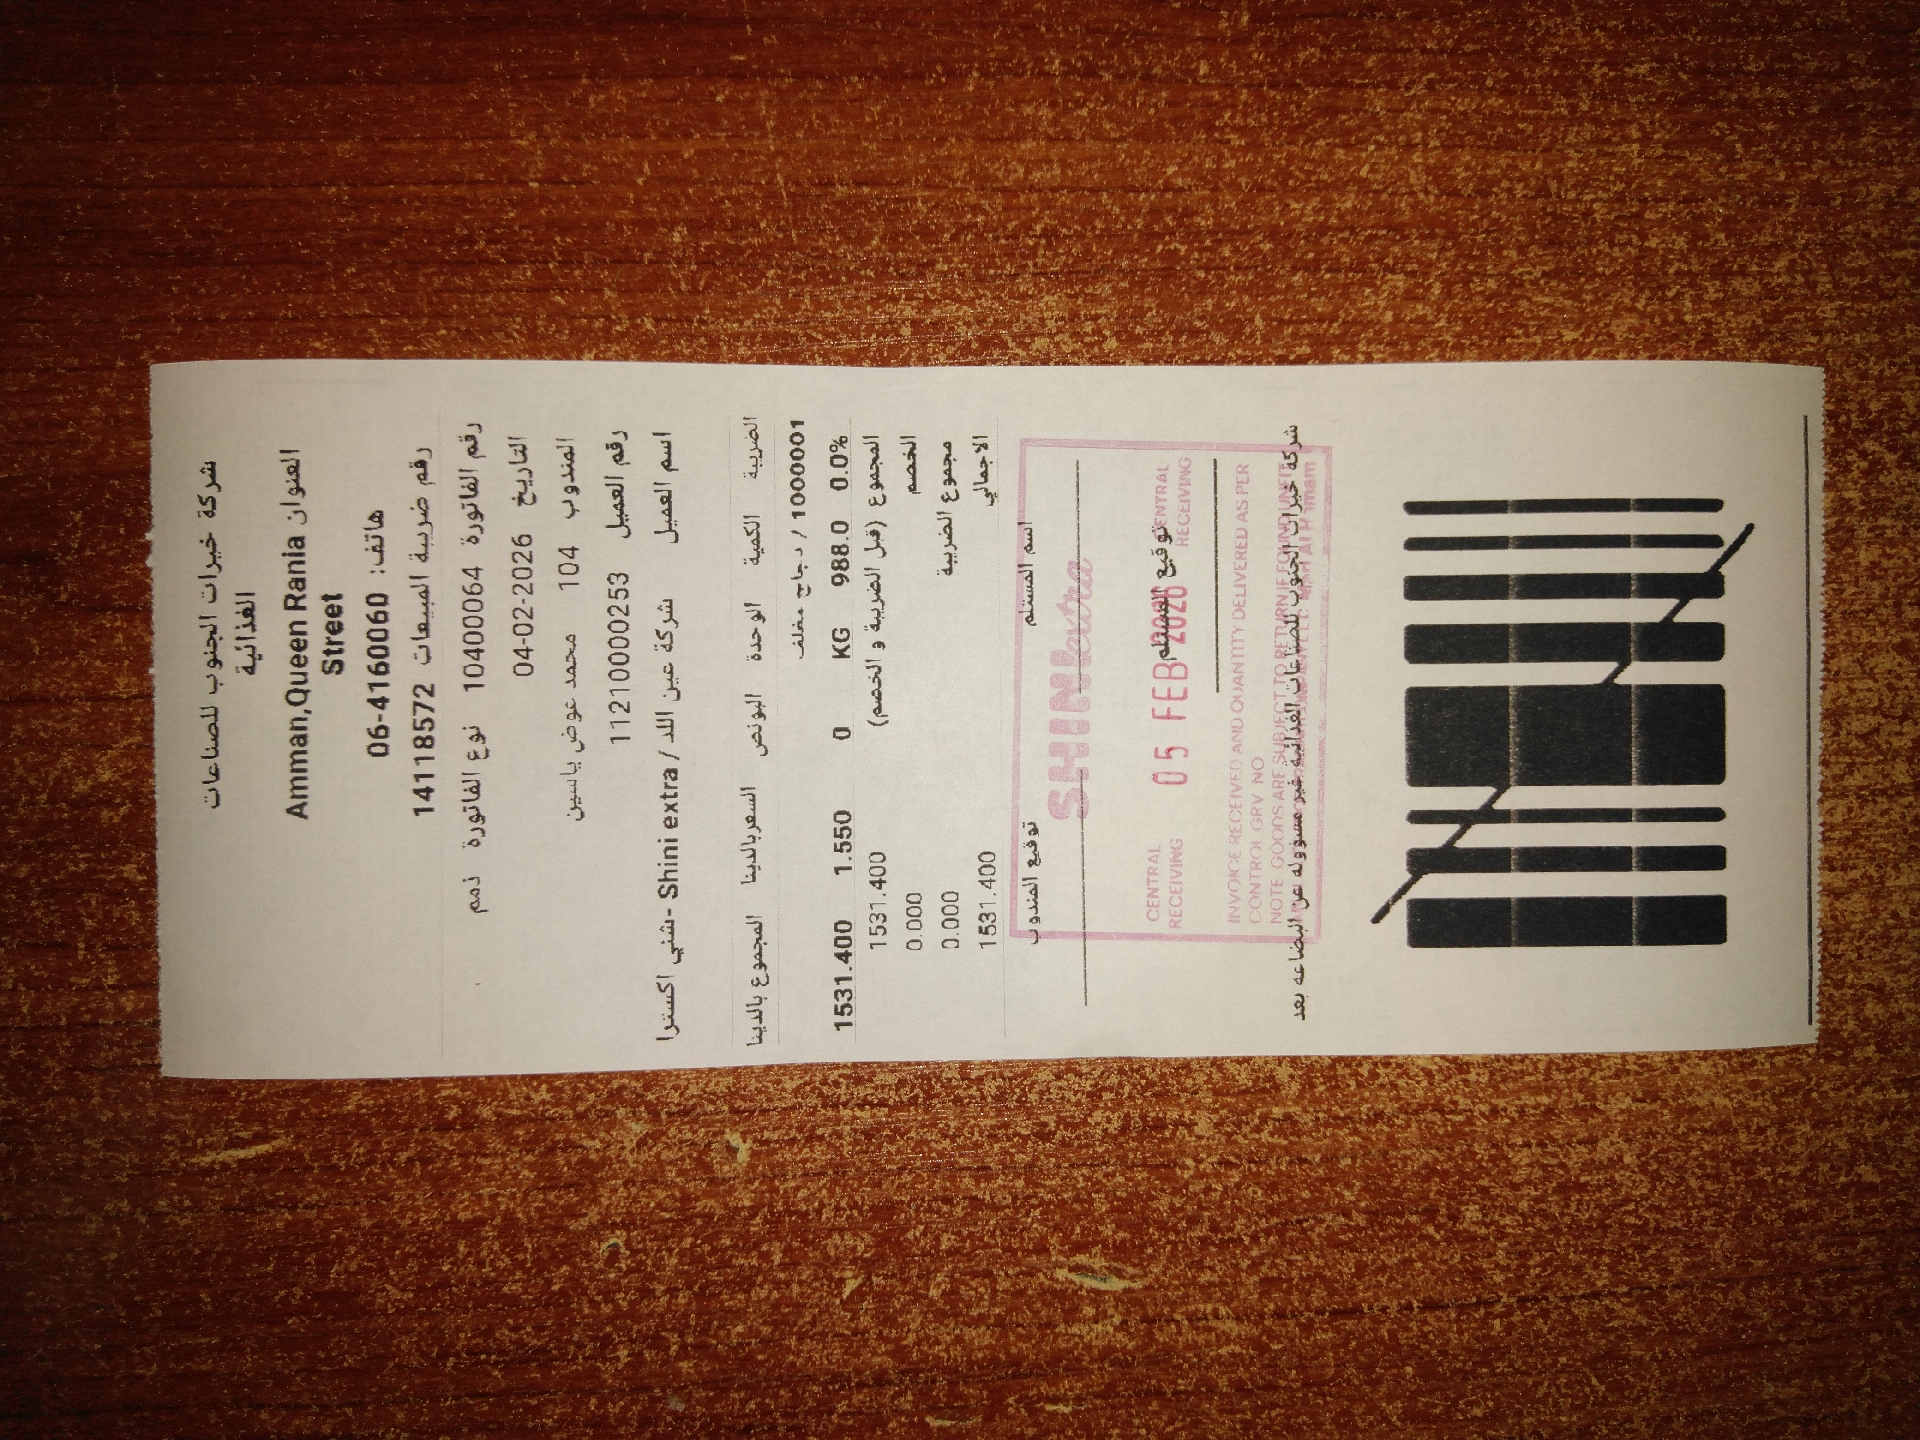 شركة خيرات الجنوب للصناعات
الغذائية
العنوان Amman,Queen Rania
Street
هاتف: 06-4160060
رقم ضريبة المبيعات 14118572
رقم الفاتورة 10400064 نوع الفاتورة ذمم
التاريخ 04-02-2026
المندوب 104 محمد عوض ياسين
رقم العميل 1121000253
اسم العميل شركة عين اللد / Shini extra -شني اكسترا
الضريبة الكمية الوحدة البونص السعر بالدينا المجموع بالدينا
1000001 / دجاج مغلف
0.0% 988.0 KG 0 1.550 1531.400
المجموع (قبل الضريبة و الخصم) 1531.400
الخصم 0.000
مجموع الضريبة 0.000
الاجمالي 1531.400
اسم المستلم توقيع المندوب
SHINI extra
توقيع المستلم
CENTRAL RECEIVING 05 FEB 2026 CENTRAL RECEIVING
INVOICE RECEIVED AND QUANTITY DELIVERED AS PER
CONTROL GRV NO
NOTE GOODS ARE SUBJECT TO RETURN IF FOUND UNFIT
شركة خيرات الجنوب للصناعات الغذائية غير مسؤوله عن البضاعه بعد